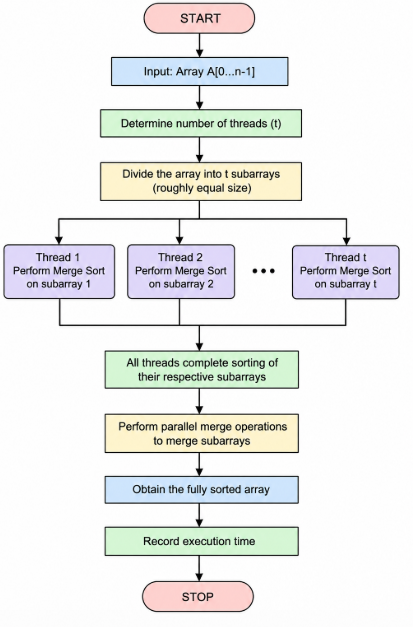 START
Input: Array A[0...n-1]
Determine number of threads (t)
Divide the array into t subarrays
(roughly equal size)
Thread 1
Perform Merge Sort
on subarray 1
Thread 2
Perform Merge Sort
on subarray 2
•••
Thread t
Perform Merge Sort
on subarray t
All threads complete sorting of
their respective subarrays
Perform parallel merge operations
to merge subarrays
Obtain the fully sorted array
Record execution time
STOP